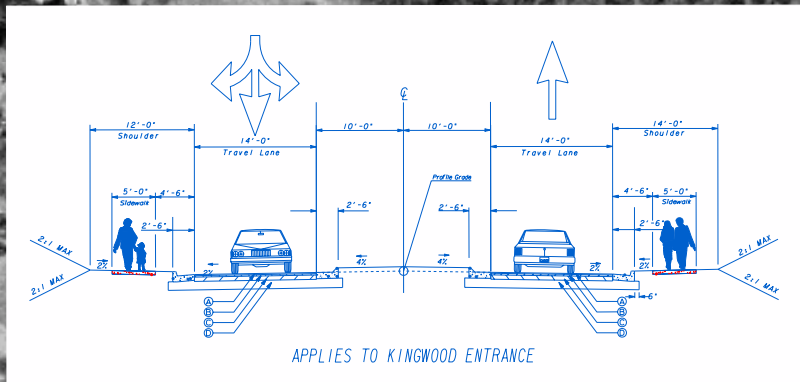 ℄
12'-0"
Shoulder
14'-0"
Travel Lane
10'-0"
10'-0"
14'-0"
Travel Lane
14'-0"
Shoulder
5'-0"
Sidewalk
4'-6"
2'-6"
2'-6"
Profile Grade
2'-6"
4'-6"
5'-0"
Sidewalk
2'-6"
2:1 MAX
2:1 MAX
2%
2%
4%
4%
2%
2%
2:1 MAX
2:1 MAX
6"
A
B
C
D
A
B
C
D
APPLIES TO KINGWOOD ENTRANCE